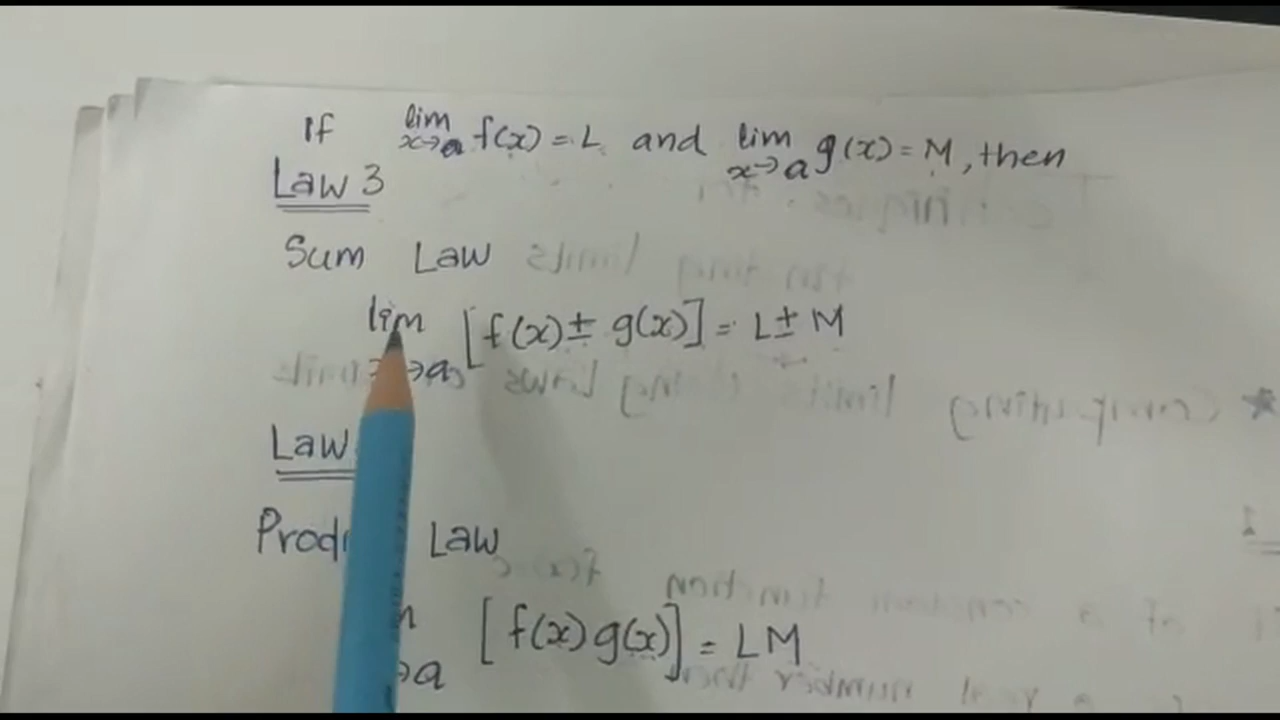 If lim x→a f(x) = L and lim x→a g(x) = M, then
Law 3
Sum Law
lim [f(x) ± g(x)] = L ± M
→a
Law
Law
[f(x) g(x)] = LM
→a